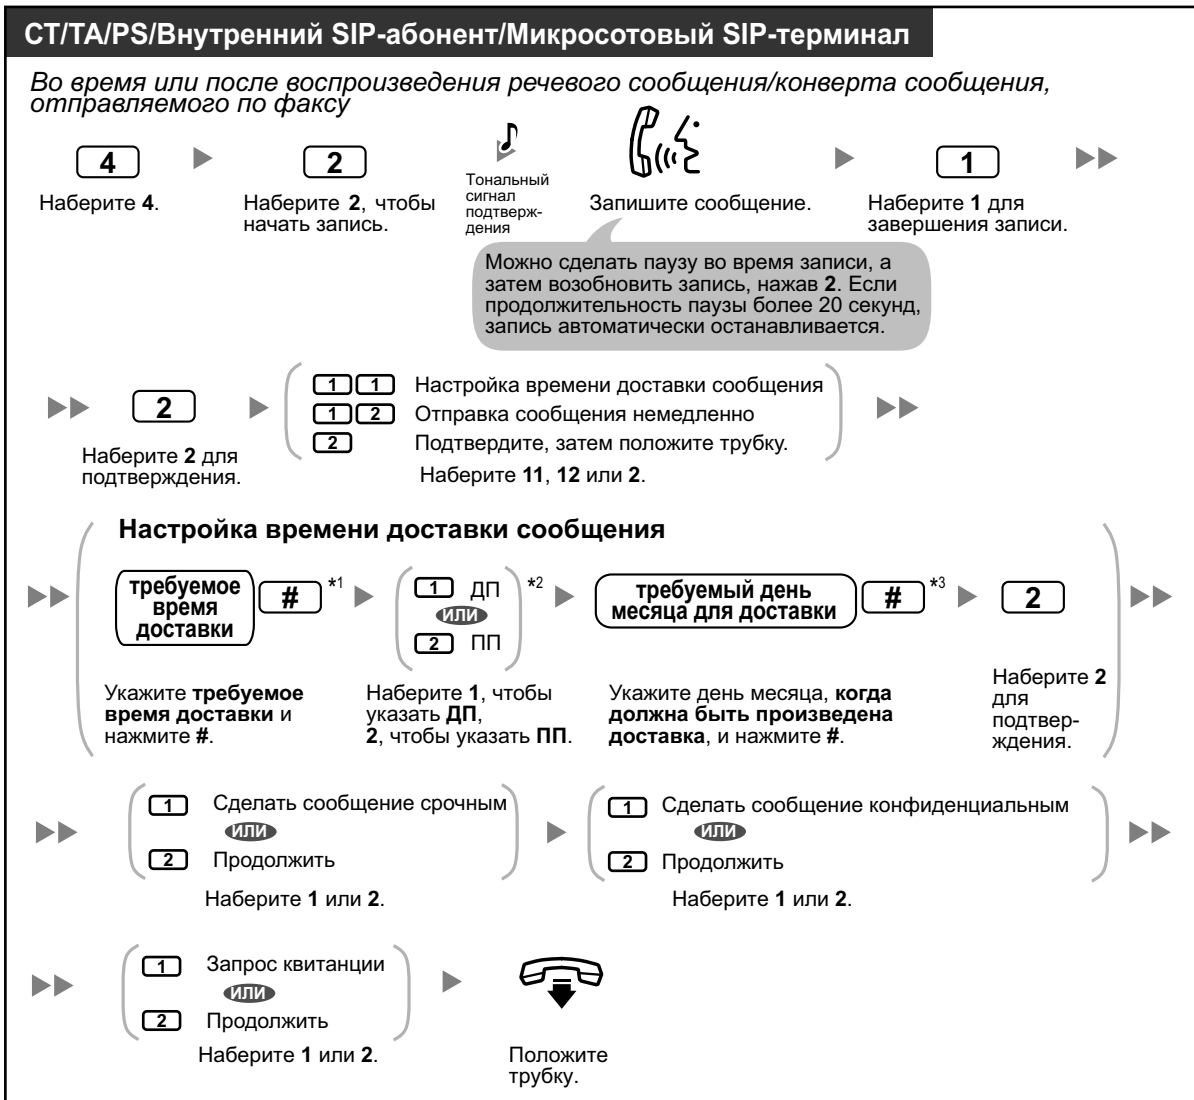 СТ/TA/PS/Внутренний SIP-абонент/Микросотовый SIP-терминал
Во время или после воспроизведения речевого сообщения/конверта сообщения,
отправляемого по факсу
4
Наберите 4.
2
Наберите 2, чтобы
начать запись.
Тональный
сигнал
подтверж-
дения
Запишите сообщение.
1
Наберите 1 для
завершения записи.
Можно сделать паузу во время записи, а
затем возобновить запись, нажав 2. Если
продолжительность паузы более 20 секунд,
запись автоматически останавливается.
2
Наберите 2 для
подтверждения.
1 1 Настройка времени доставки сообщения
1 2 Отправка сообщения немедленно
2 Подтвердите, затем положите трубку.
Наберите 11, 12 или 2.
Настройка времени доставки сообщения
требуемое
время
доставки
# *1
Укажите требуемое
время доставки и
нажмите #.
1 ДП
ИЛИ
2 ПП
*2
Наберите 1, чтобы
указать ДП,
2, чтобы указать ПП.
требуемый день
месяца для доставки
# *3
Укажите день месяца, когда
должна быть произведена
доставка, и нажмите #.
2
Наберите 2
для
подтвер-
ждения.
1 Сделать сообщение срочным
ИЛИ
2 Продолжить
Наберите 1 или 2.
1 Сделать сообщение конфиденциальным
ИЛИ
2 Продолжить
Наберите 1 или 2.
1 Запрос квитанции
ИЛИ
2 Продолжить
Наберите 1 или 2.
Положите
трубку.